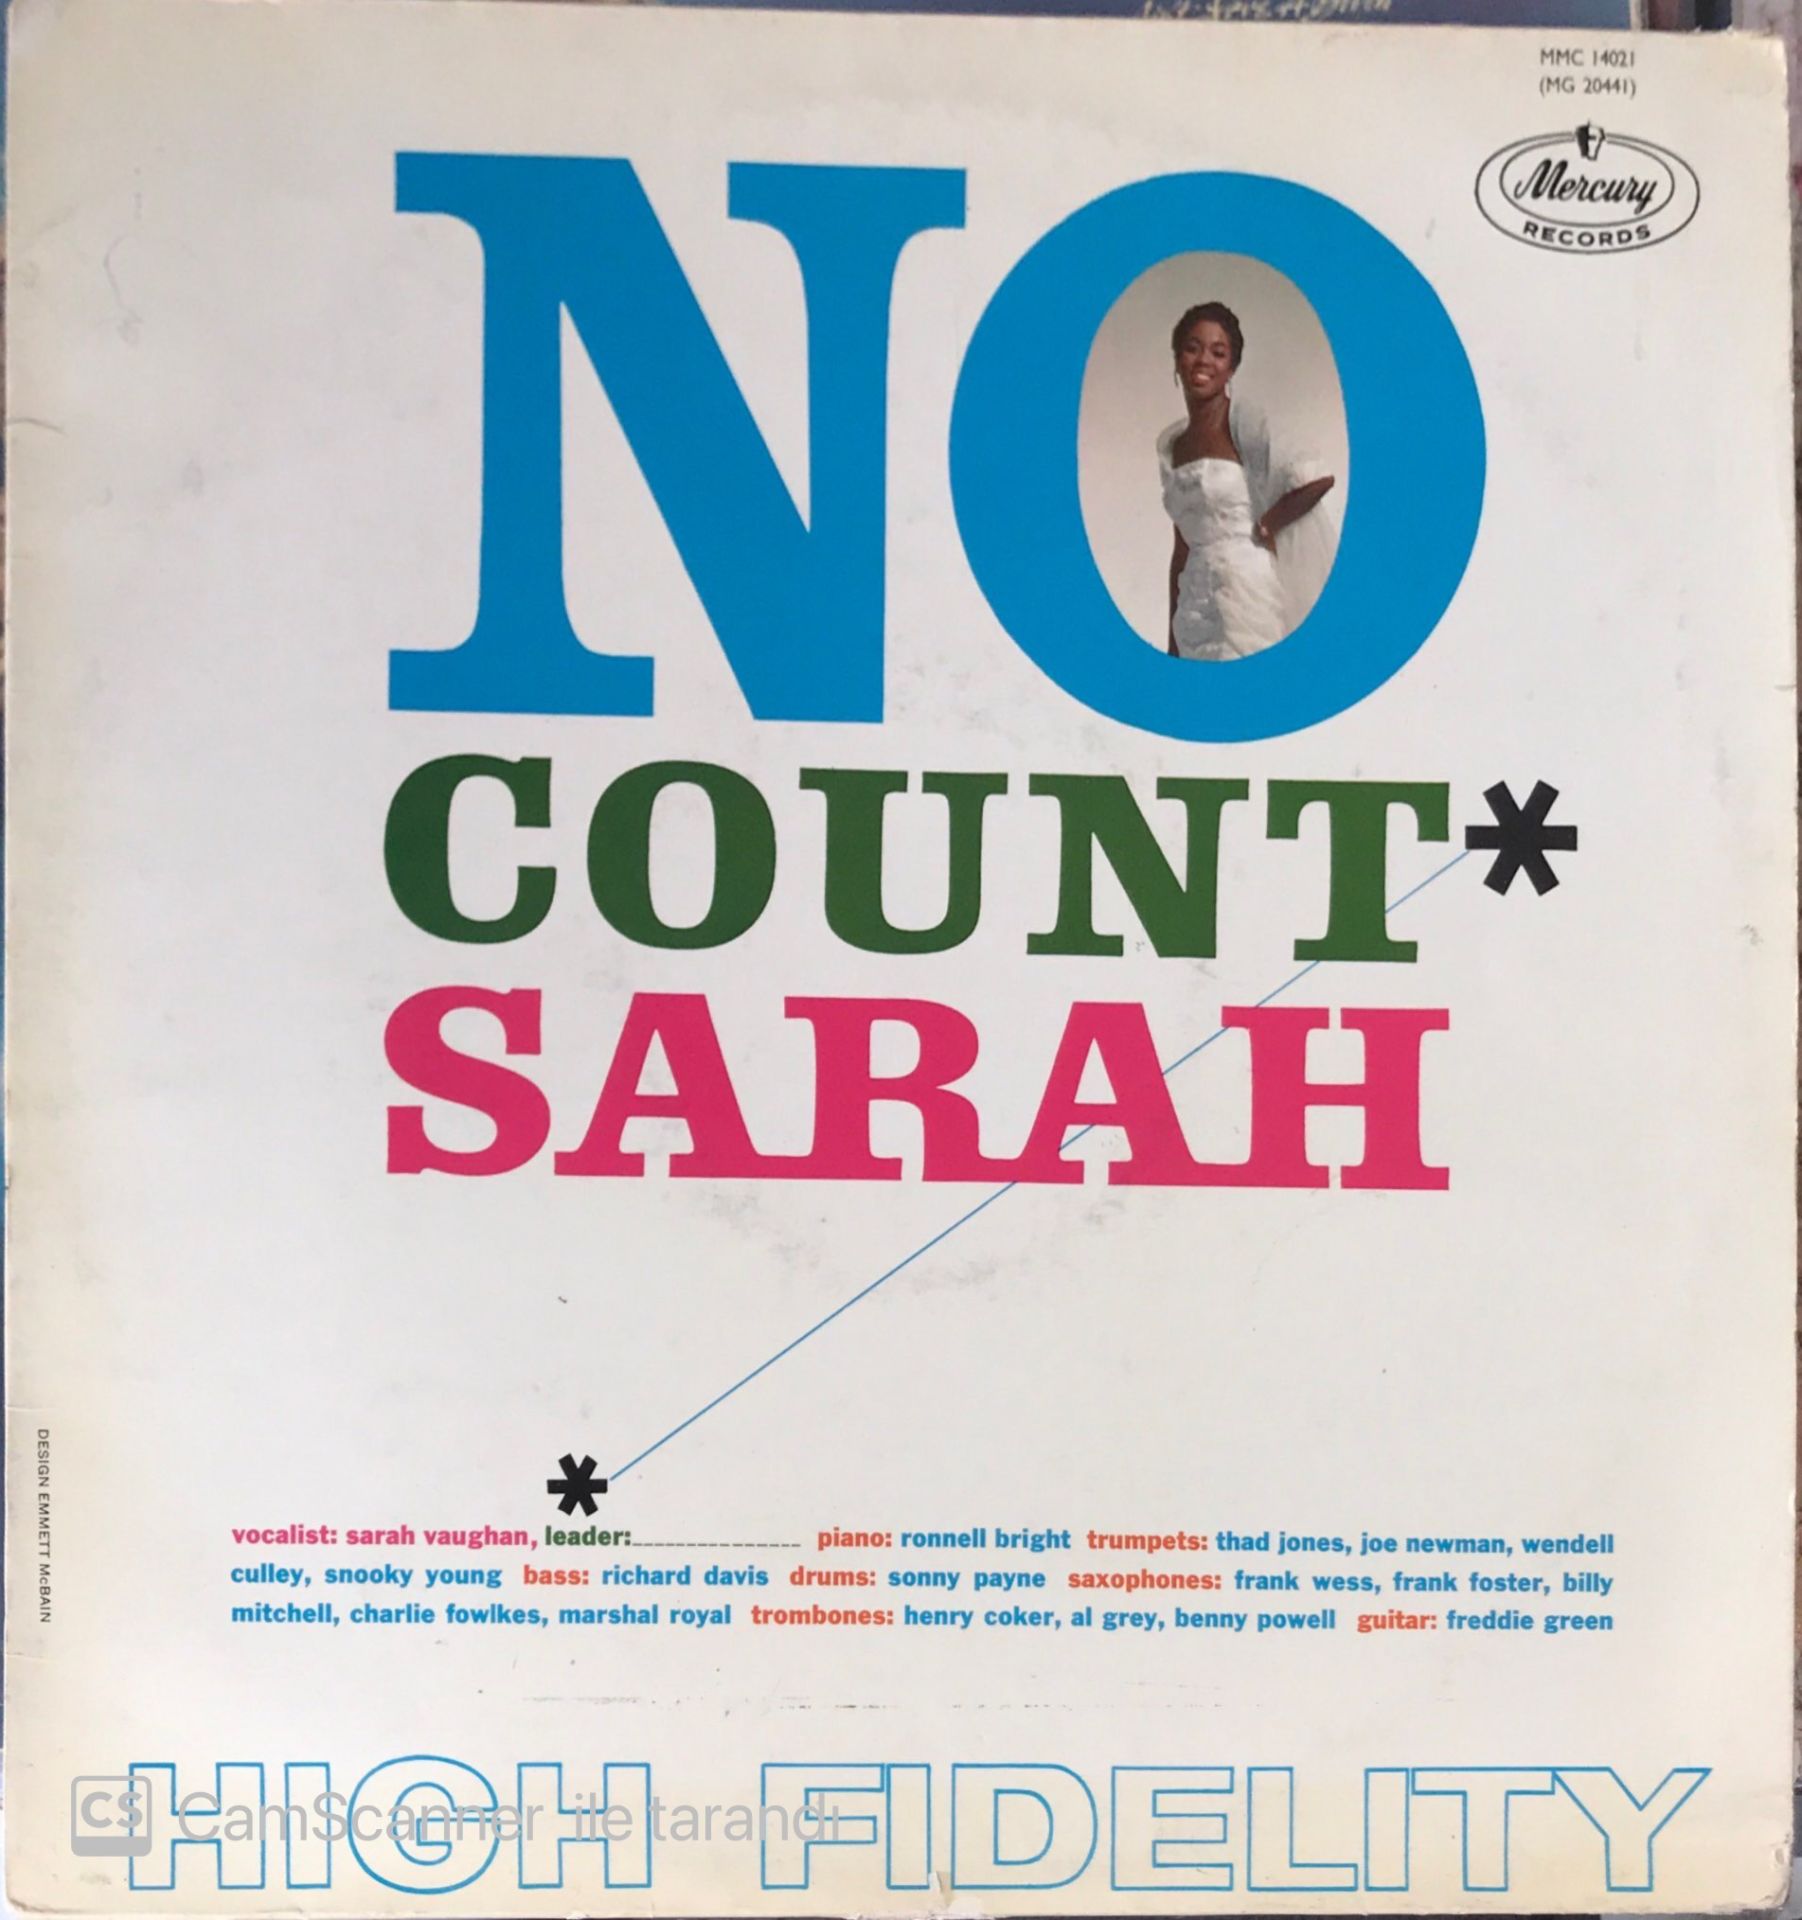 MMC 14021
(MG 20441)
Mercury
RECORDS
NO
COUNT*
SARAH
*
vocalist: sarah vaughan, leader:_______________ piano: ronnell bright trumpets: thad jones, joe newman, wendell
culley, snooky young bass: richard davis drums: sonny payne saxophones: frank wess, frank foster, billy
mitchell, charlie fowlkes, marshal royal trombones: henry coker, al grey, benny powell guitar: freddie green
DESIGN EMMETT McBAIN
HIGH FIDELITY
CS CamScanner ile tarandı